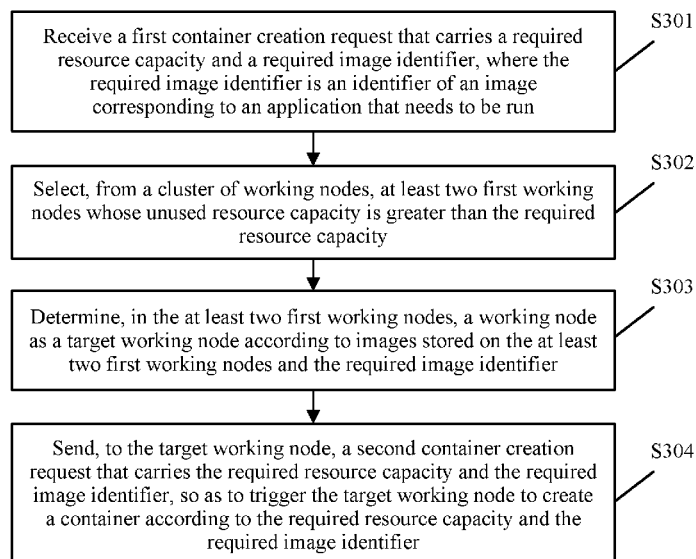 S301
Receive a first container creation request that carries a required
resource capacity and a required image identifier, where the
required image identifier is an identifier of an image
corresponding to an application that needs to be run
S302
Select, from a cluster of working nodes, at least two first working
nodes whose unused resource capacity is greater than the required
resource capacity
S303
Determine, in the at least two first working nodes, a working node
as a target working node according to images stored on the at least
two first working nodes and the required image identifier
S304
Send, to the target working node, a second container creation
request that carries the required resource capacity and the required
image identifier, so as to trigger the target working node to create
a container according to the required resource capacity and the
required image identifier